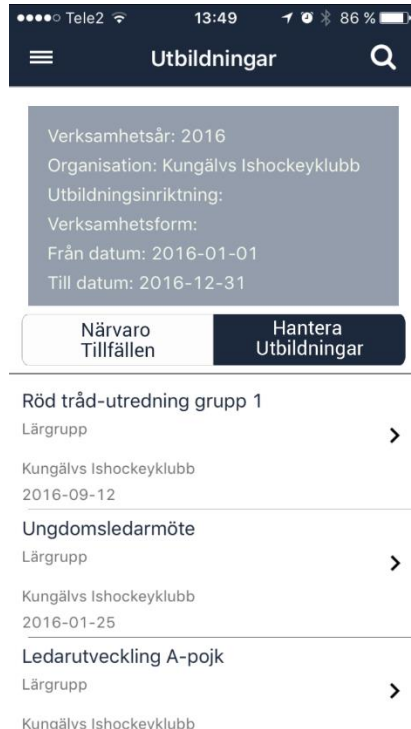 Tele2 13:49 86 %
Utbildningar
Verksamhetsår: 2016
Organisation: Kungälvs Ishockeyklubb
Utbildningsinriktning:
Verksamhetsform:
Från datum: 2016-01-01
Till datum: 2016-12-31
Närvaro
Tillfällen
Hantera
Utbildningar
Röd tråd-utredning grupp 1
Lärgrupp
Kungälvs Ishockeyklubb
2016-09-12
Ungdomsledarmöte
Lärgrupp
Kungälvs Ishockeyklubb
2016-01-25
Ledarutveckling A-pojk
Lärgrupp
Kungälvs Ishockeyklubb